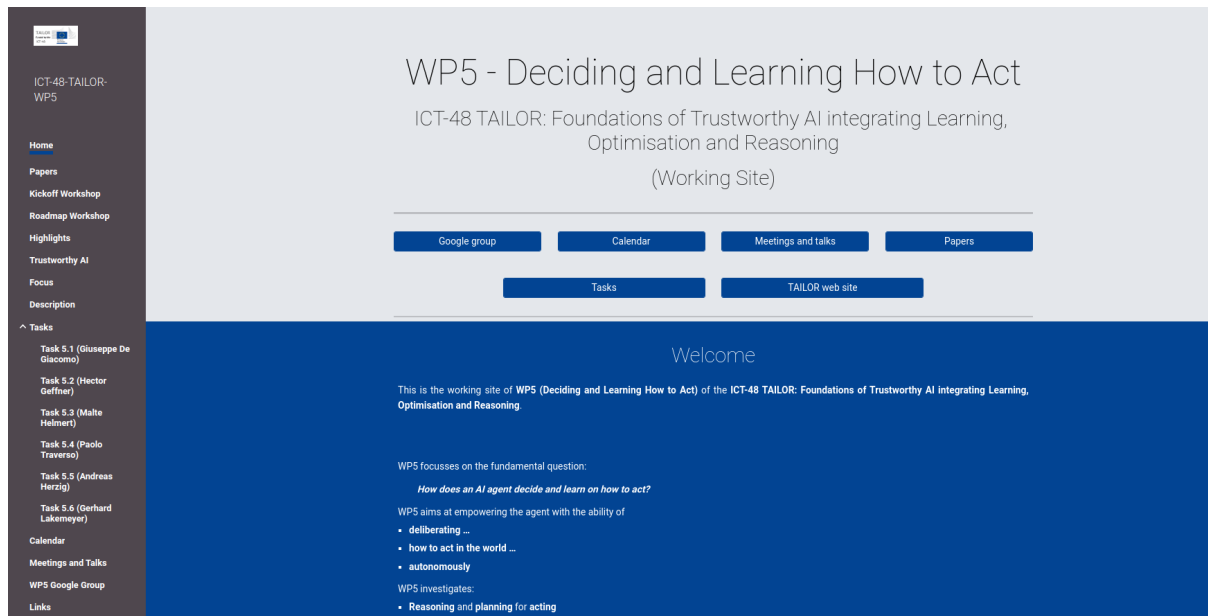 TAILOR
ICT-48-TAILOR-
WP5
Home
Papers
Kickoff Workshop
Roadmap Workshop
Highlights
Trustworthy AI
Focus
Description
Tasks
Task 5.1 (Giuseppe De
Giacomo)
Task 5.2 (Hector
Geffner)
Task 5.3 (Malte
Helmert)
Task 5.4 (Paolo
Traverso)
Task 5.5 (Andreas
Herzig)
Task 5.6 (Gerhard
Lakemeyer)
Calendar
Meetings and Talks
WP5 Google Group
Links
WP5 - Deciding and Learning How to Act
ICT-48 TAILOR: Foundations of Trustworthy AI integrating Learning,
Optimisation and Reasoning
(Working Site)
Google group
Calendar
Meetings and talks
Papers
Tasks
TAILOR web site
Welcome
This is the working site of WP5 (Deciding and Learning How to Act) of the ICT-48 TAILOR: Foundations of Trustworthy AI integrating Learning,
Optimisation and Reasoning.
WP5 focusses on the fundamental question:
How does an AI agent decide and learn on how to act?
WP5 aims at empowering the agent with the ability of
▪ deliberating ...
▪ how to act in the world ...
▪ autonomously
WP5 investigates:
▪ Reasoning and planning for acting